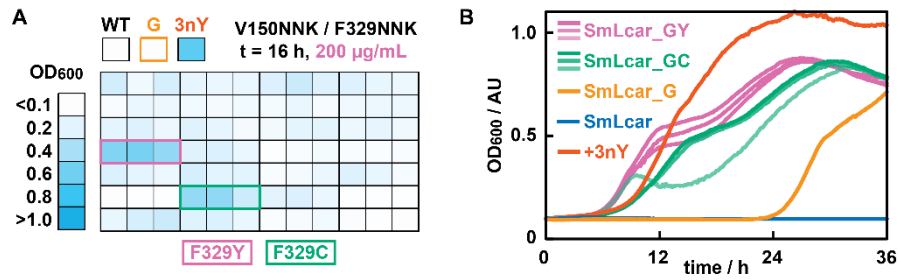 A
WT G 3nY
V150NNK / F329NNK
t = 16 h, 200 µg/mL
OD600
<0.1
0.2
0.4
0.6
0.8
>1.0
F329Y F329C
B
OD600 / AU
1.0
0.5
0
SmLcar_GY
SmLcar_GC
SmLcar_G
SmLcar
+3nY
0 12 24 36
time / h